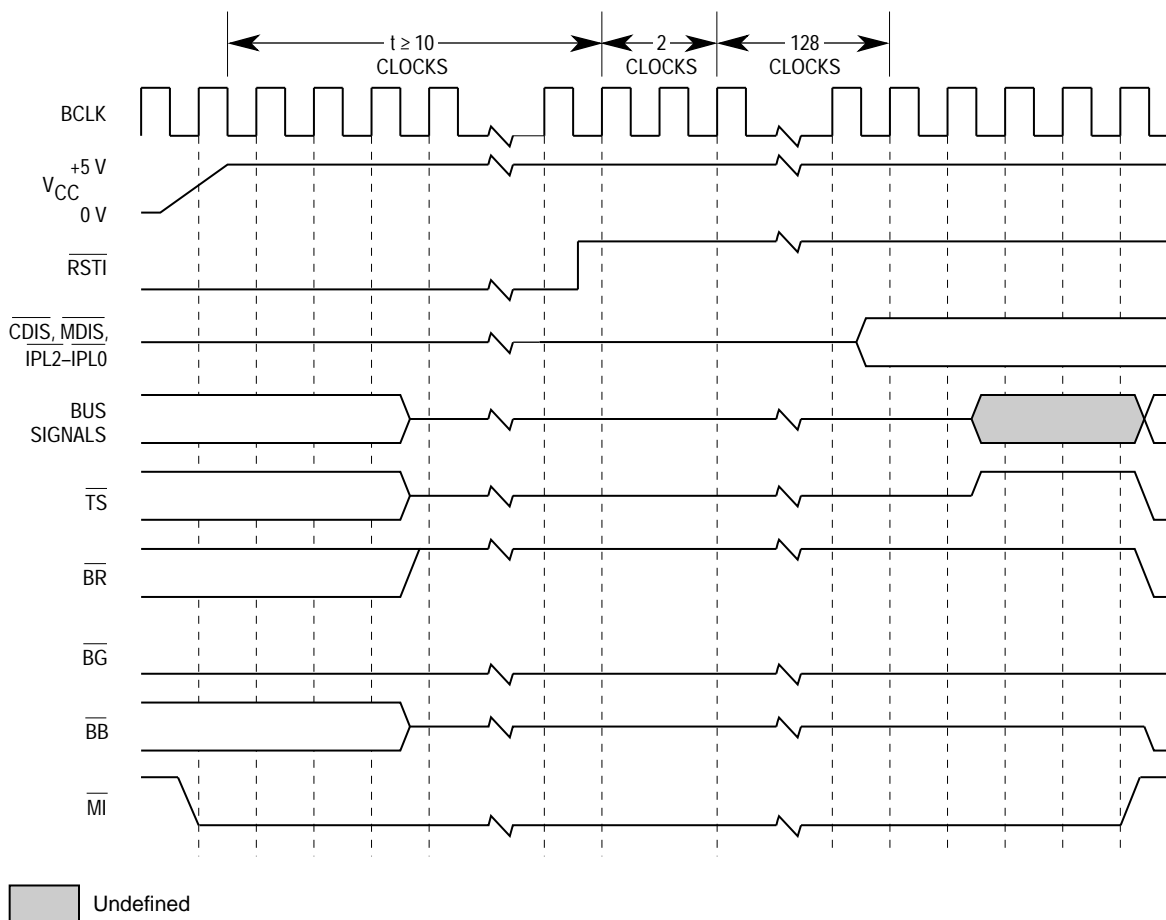 t ≥ 10
CLOCKS
2
CLOCKS
128
CLOCKS
BCLK
+5 V
VCC
0 V
RSTI
CDIS, MDIS,
IPL2–IPL0
BUS
SIGNALS
TS
BR
BG
BB
MI
Undefined